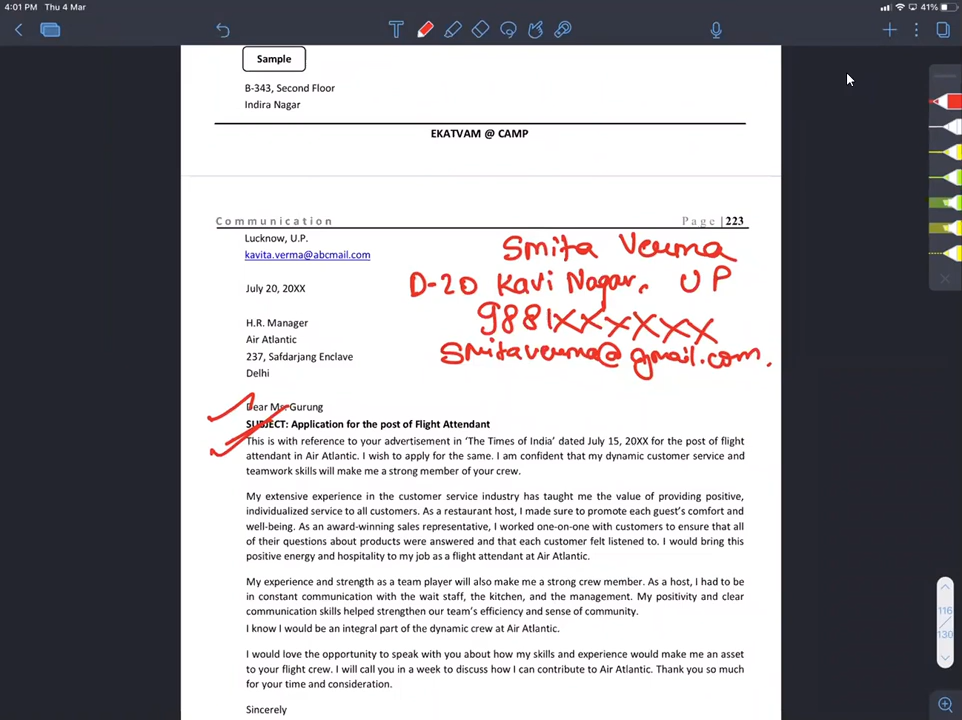 4:01 PM Thu 4 Mar
41%
Sample
B-343, Second Floor
Indira Nagar
EKATVAM @ CAMP
Communication
Page |223
Lucknow, U.P.
kavita.verma@abcmail.com
Smita Verma
D-20 Kavi Nagar, UP
9881XXXXXX
smitaverma@gmail.com.
July 20, 20XX
H.R. Manager
Air Atlantic
237, Safdarjang Enclave
Delhi
Dear Ms Gurung
SUBJECT: Application for the post of Flight Attendant
This is with reference to your advertisement in 'The Times of India' dated July 15, 20XX for the post of flight
attendant in Air Atlantic. I wish to apply for the same. I am confident that my dynamic customer service and
teamwork skills will make me a strong member of your crew.
My extensive experience in the customer service industry has taught me the value of providing positive,
individualized service to all customers. As a restaurant host, I made sure to promote each guest's comfort and
well-being. As an award-winning sales representative, I worked one-on-one with customers to ensure that all
of their questions about products were answered and that each customer felt listened to. I would bring this
positive energy and hospitality to my job as a flight attendant at Air Atlantic.
My experience and strength as a team player will also make me a strong crew member. As a host, I had to be
in constant communication with the wait staff, the kitchen, and the management. My positivity and clear
communication skills helped strengthen our team's efficiency and sense of community.
I know I would be an integral part of the dynamic crew at Air Atlantic.
I would love the opportunity to speak with you about how my skills and experience would make me an asset
to your flight crew. I will call you in a week to discuss how I can contribute to Air Atlantic. Thank you so much
for your time and consideration.
Sincerely
116
130